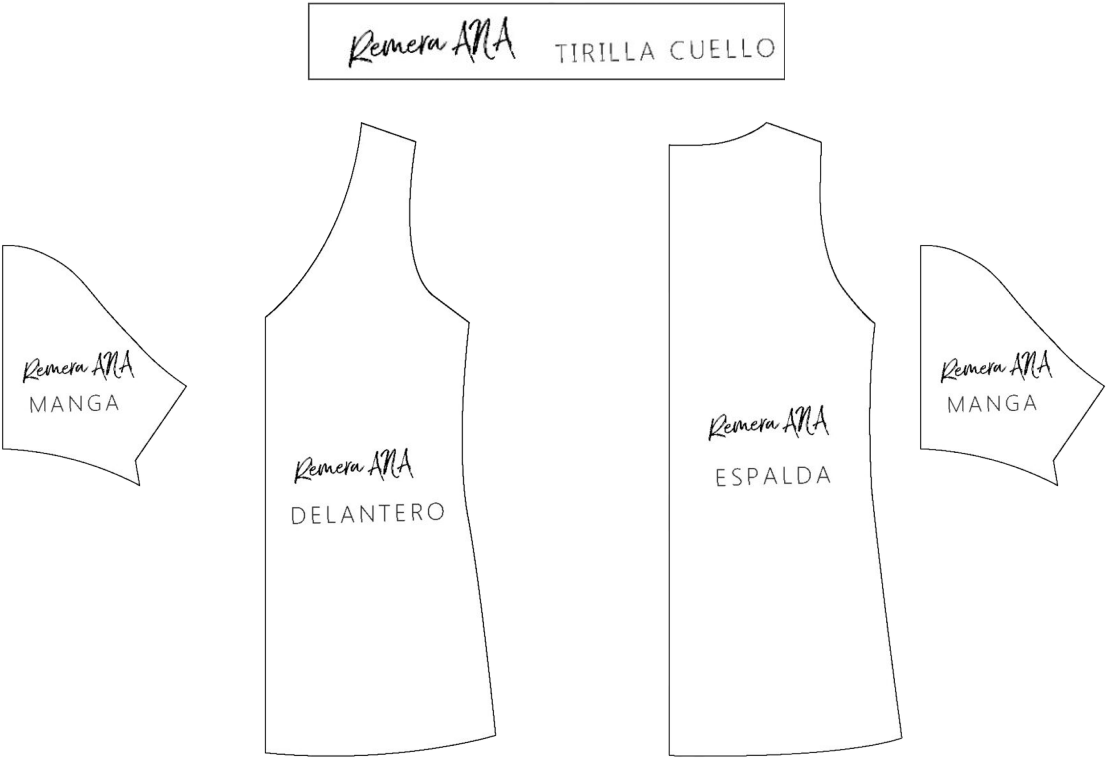 Remera ANA TIRILLA CUELLO
Remera ANA
MANGA
Remera ANA
DELANTERO
Remera ANA
ESPALDA
Remera ANA
MANGA